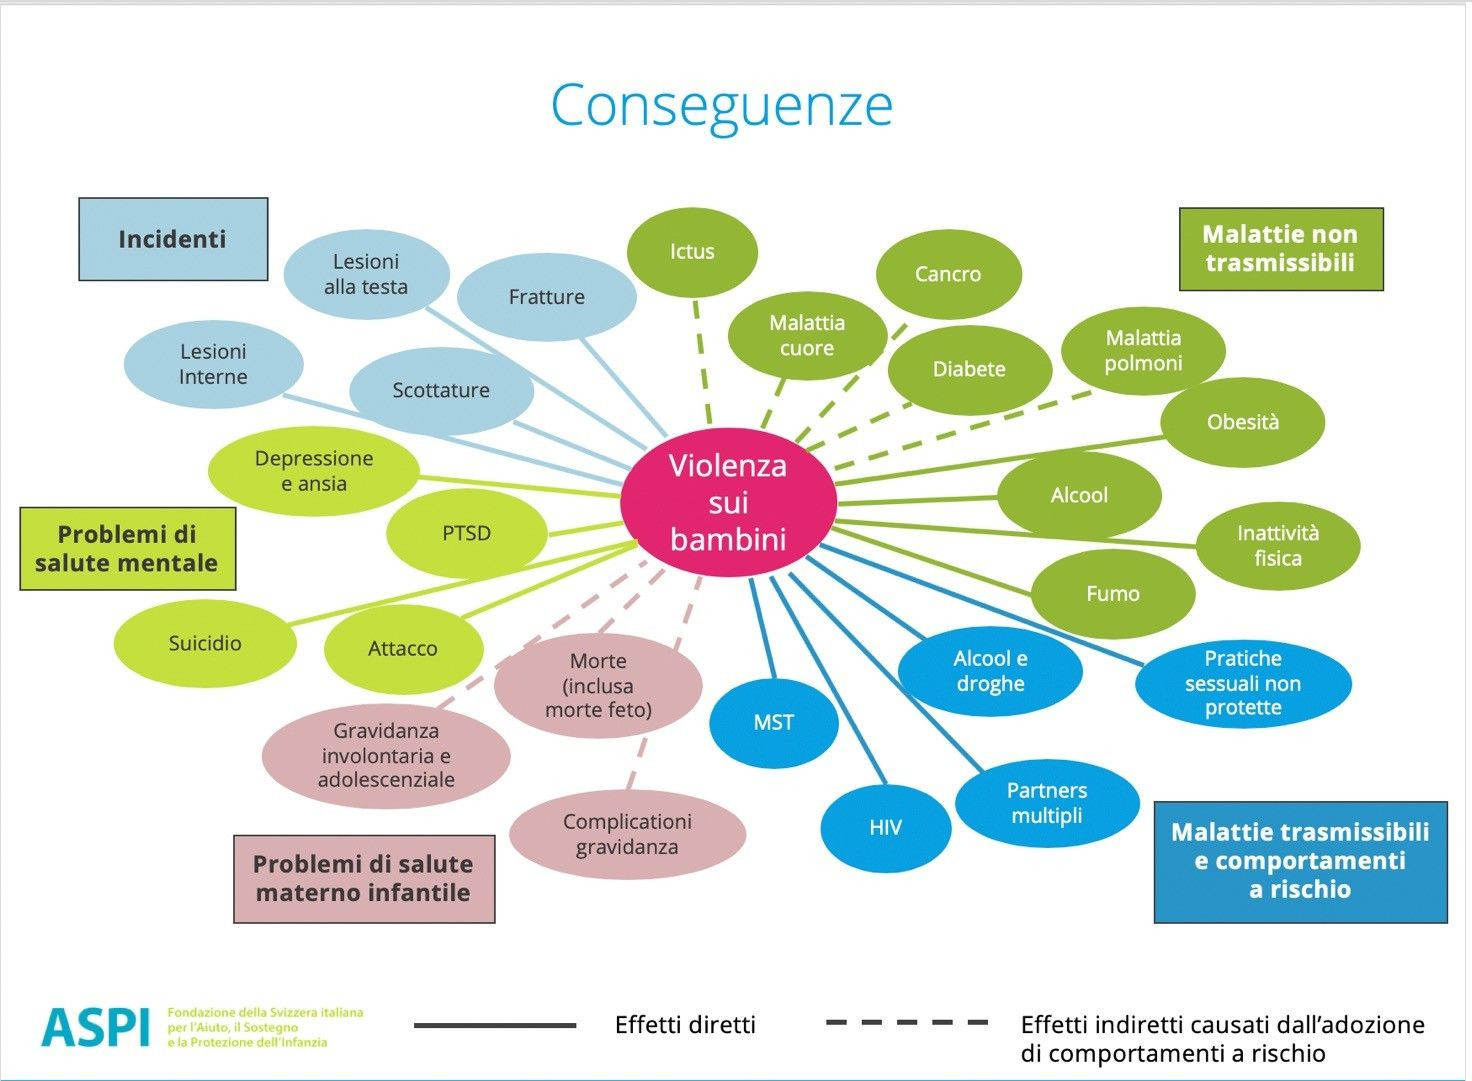 Conseguenze
Incidenti
Lesioni
alla testa
Fratture
Lesioni
Interne
Scottature
Ictus
Malattia
cuore
Cancro
Diabete
Malattia
polmoni
Malattie non
trasmissibili
Obesità
Alcool
Inattività
fisica
Fumo
Violenza
sui
bambini
Depressione
e ansia
PTSD
Problemi di
salute mentale
Suicidio
Attacco
Morte
(inclusa
morte feto)
Gravidanza
involontaria e
adolescenziale
Complicationi
gravidanza
Problemi di salute
materno infantile
MST
HIV
Partners
multipli
Alcool e
droghe
Pratiche
sessuali non
protette
Malattie trasmissibili
e comportamenti
a rischio
ASPI
Fondazione della Svizzera italiana
per l'Aiuto, il Sostegno
e la Protezione dell'Infanzia
Effetti diretti
Effetti indiretti causati dall’adozione
di comportamenti a rischio